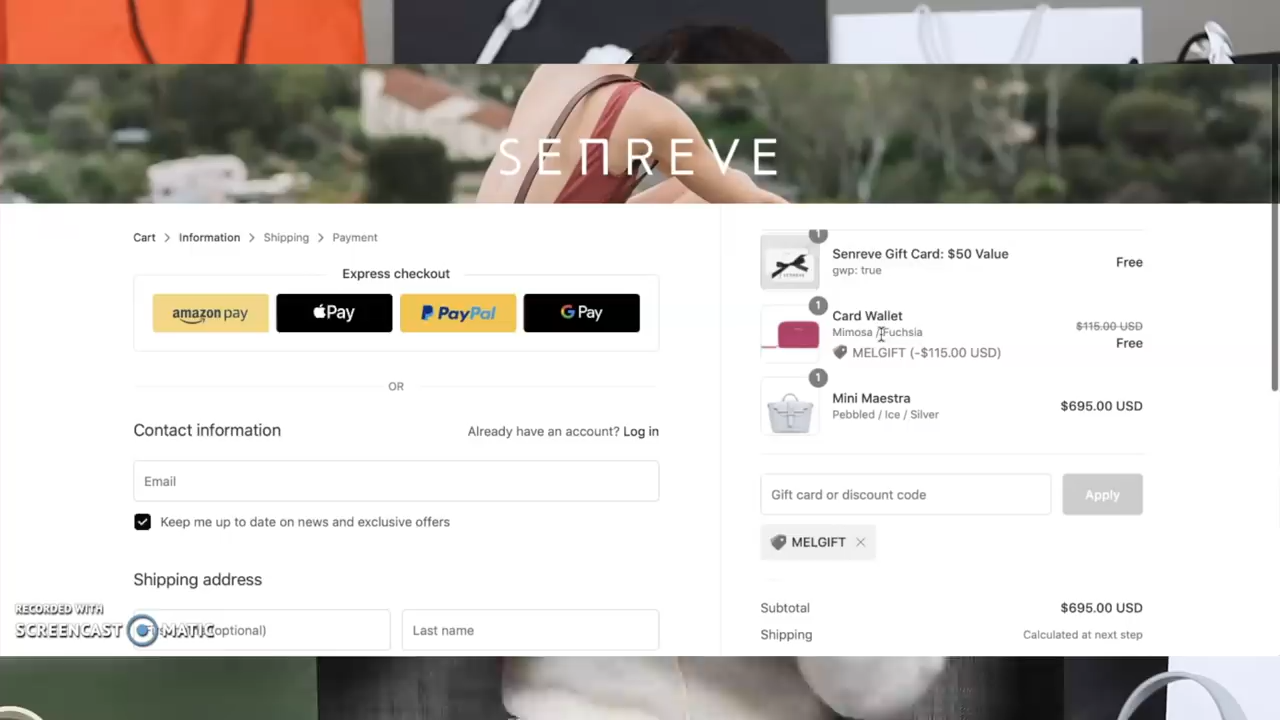 SENREVE
Cart > Information > Shipping > Payment
Express checkout
amazon pay
Pay
PayPal
G Pay
OR
Contact information
Already have an account? Log in
Email
Keep me up to date on news and exclusive offers
Shipping address
optional)
Last name
RECORDED WITH
SCREENCAST MATIC
1
Senreve Gift Card: $50 Value
gwp: true
Free
1
Card Wallet
Mimosa / Fuchsia
MELGIFT (-$115.00 USD)
$115.00 USD
Free
1
Mini Maestra
Pebbled / Ice / Silver
$695.00 USD
Gift card or discount code
Apply
MELGIFT
Subtotal
$695.00 USD
Shipping
Calculated at next step